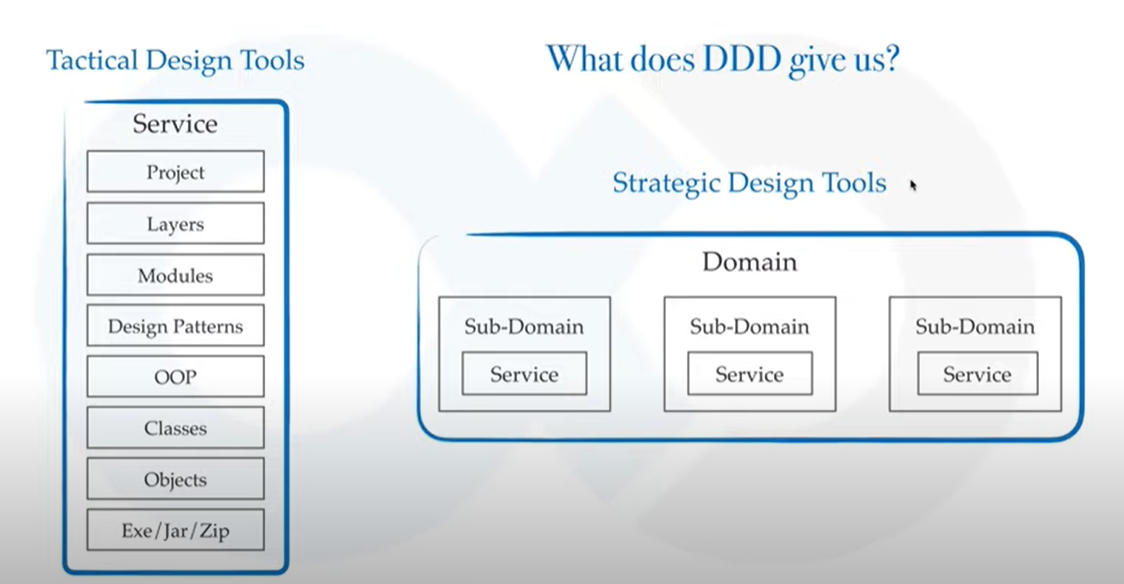 Tactical Design Tools
Service
Project
Layers
Modules
Design Patterns
OOP
Classes
Objects
Exe/Jar/Zip
What does DDD give us?
Strategic Design Tools
Domain
Sub-Domain
Service
Sub-Domain
Service
Sub-Domain
Service